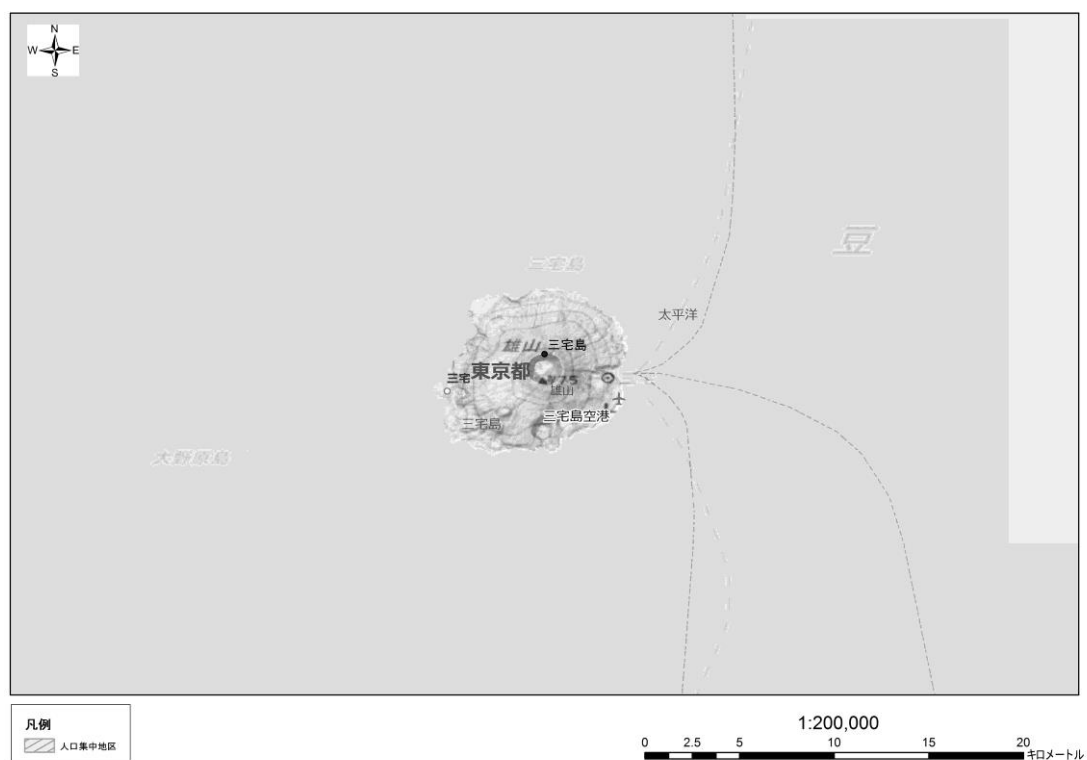 N
W E
S
豆
三宅島
太平洋
雄山
三宅島
東京都
三宅
775
雄山
三宅島空港
三宅島
大野原島
凡例
人口集中地区
1:200,000
0 2.5 5 10 15 20
キロメートル